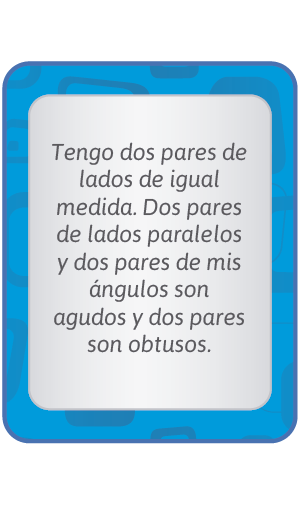 Tengo dos pares de
lados de igual
medida. Dos pares
de lados paralelos
y dos pares de mis
ángulos son
agudos y dos pares
son obtusos.